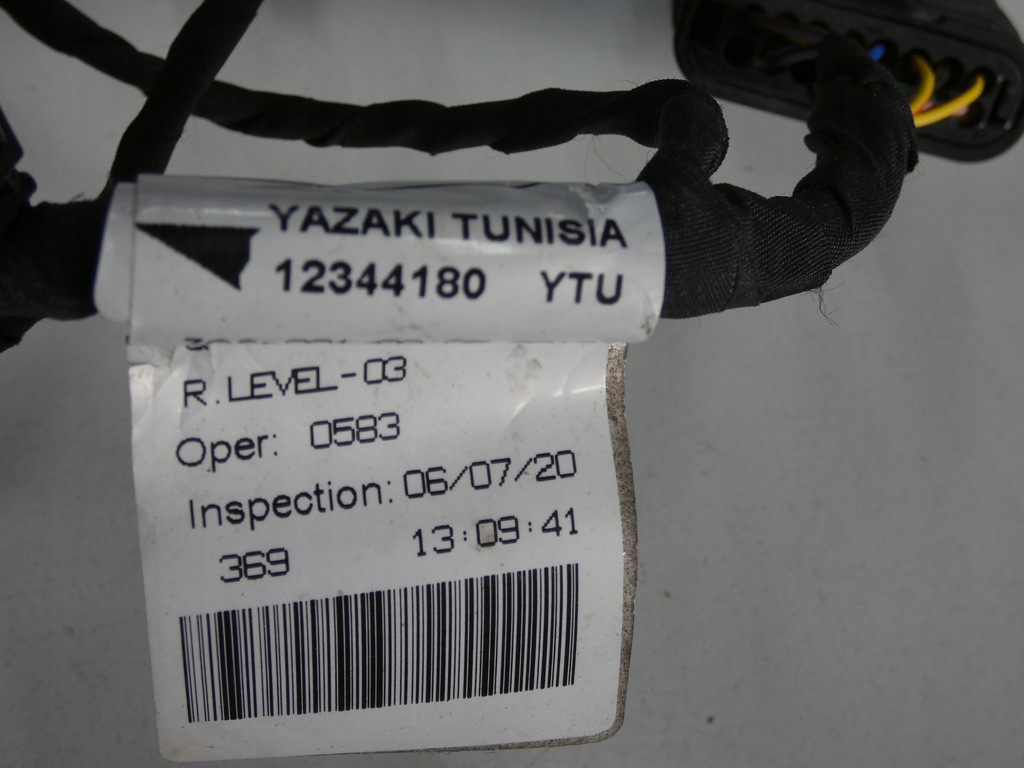 YAZAKI TUNISIA
12344180 YTU
R.LEVEL-03
Oper: 0583
Inspection: 06/07/20
369 13:09:41